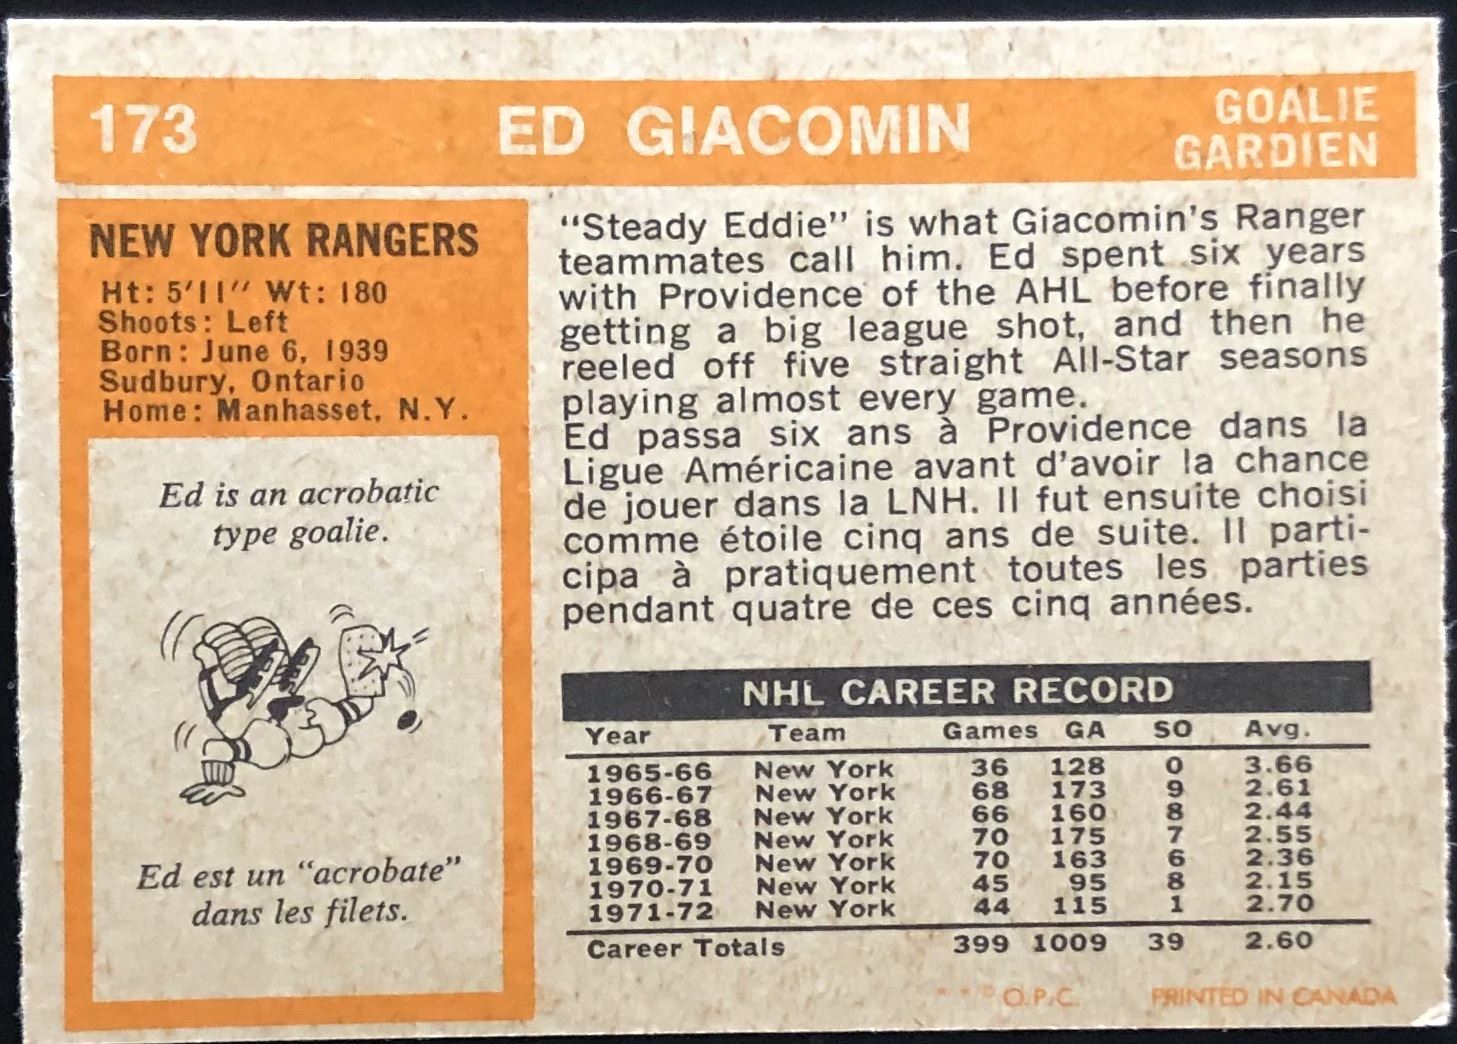 173
ED GIACOMIN
GOALIE
GARDIEN
NEW YORK RANGERS
Ht: 5'11" Wt: 180
Shoots: Left
Born: June 6, 1939
Sudbury, Ontario
Home: Manhasset, N.Y.
Ed is an acrobatic
type goalie.
Ed est un "acrobate"
dans les filets.
"Steady Eddie" is what Giacomin's Ranger
teammates call him. Ed spent six years
with Providence of the AHL before finally
getting a big league shot, and then he
reeled off five straight All-Star seasons
playing almost every game.
Ed passa six ans à Providence dans la
Ligue Américaine avant d'avoir la chance
de jouer dans la LNH. Il fut ensuite choisi
comme étoile cinq ans de suite. Il parti-
cipa à pratiquement toutes les parties
pendant quatre de ces cinq années.
NHL CAREER RECORD
Year Team Games GA SO Avg.
1965-66 New York 36 128 0 3.66
1966-67 New York 68 173 9 2.61
1967-68 New York 66 160 8 2.44
1968-69 New York 70 175 7 2.55
1969-70 New York 70 163 6 2.36
1970-71 New York 45 95 8 2.15
1971-72 New York 44 115 1 2.70
Career Totals 399 1009 39 2.60
* * © O.P.C. PRINTED IN CANADA